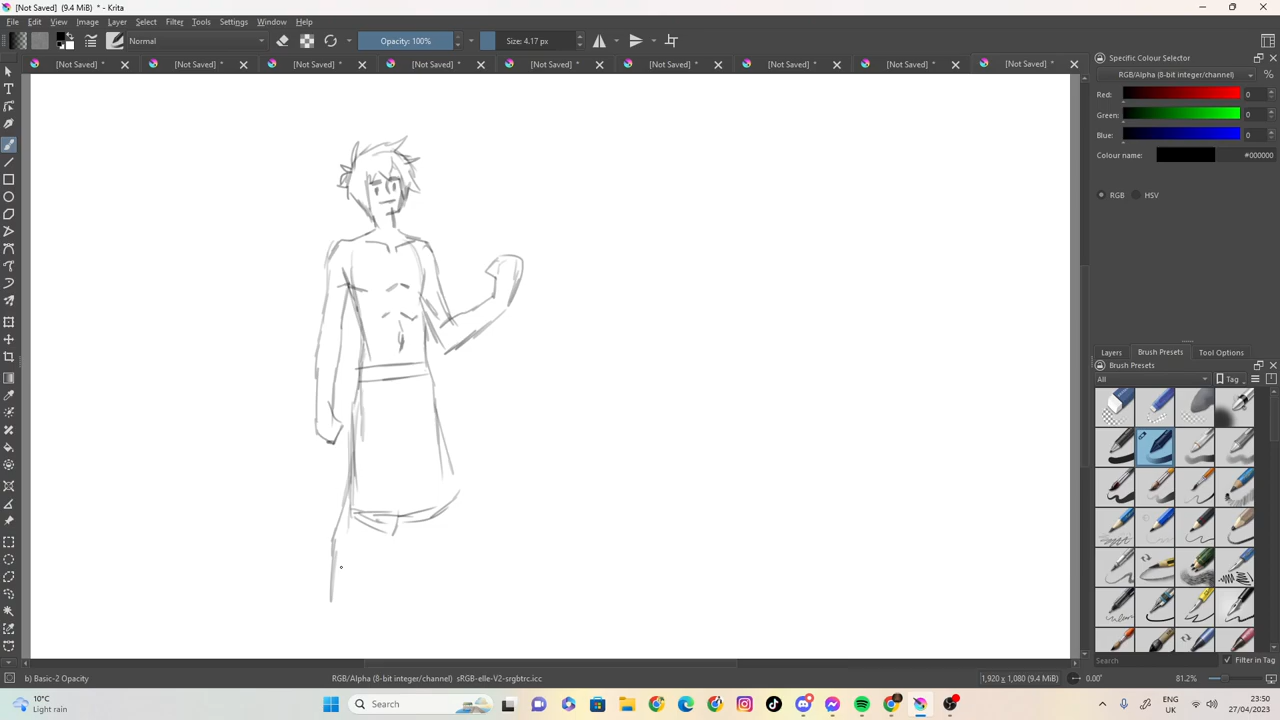 [Not Saved] (9.4 MiB) * - Krita
File Edit View Image Layer Select Filter Tools Settings Window Help
Normal Opacity: 100% Size: 4.17 px
[Not Saved] * [Not Saved] * [Not Saved] * [Not Saved] * [Not Saved] * [Not Saved] * [Not Saved] * [Not Saved] * [Not Saved] *
Specific Colour Selector
RGB/Alpha (8-bit integer/channel) %
Red: 0
Green: 0
Blue: 0
Colour name: #000000
RGB HSV
Layers Brush Presets Tool Options
Brush Presets
All Tag
Search Filter in Tag
b) Basic-2 Opacity RGB/Alpha (8-bit integer/channel) sRGB-elle-V2-srgbtrc.icc 1,920 x 1,080 (9.4 MiB) 0.00° 81.2%
10°C
Light rain
Search
ENG
UK
23:50
27/04/2023